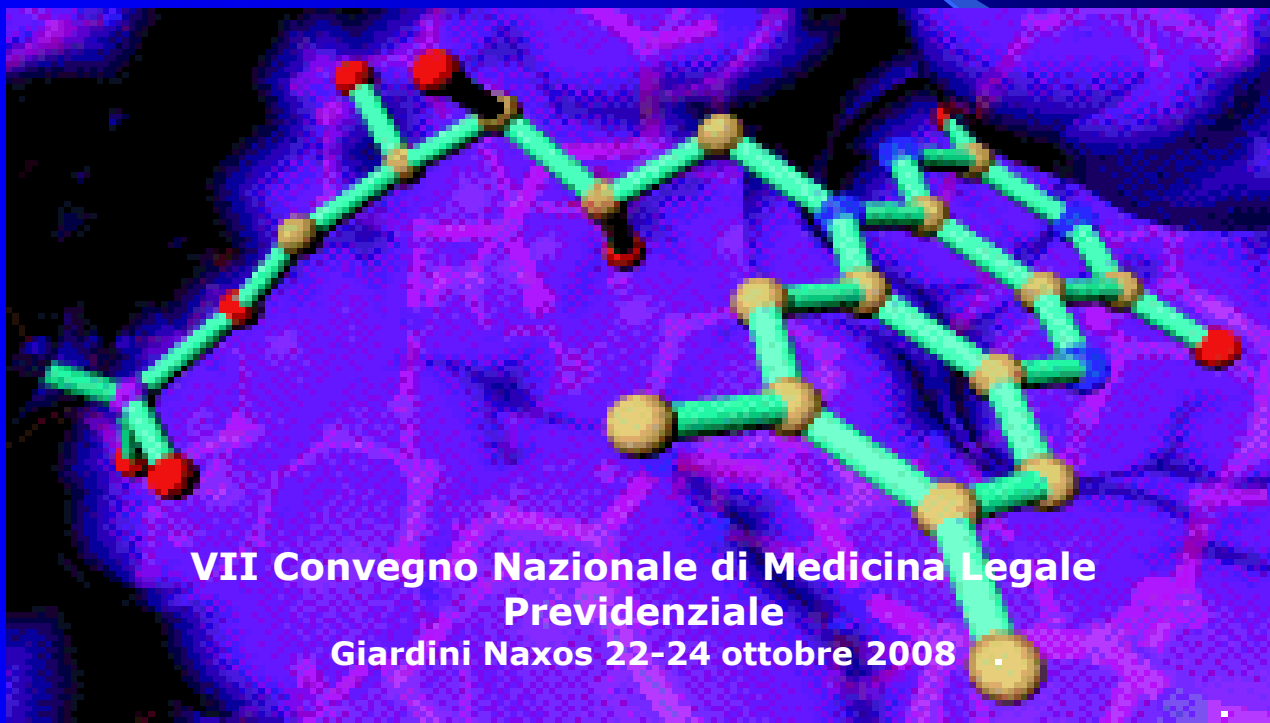 VII Convegno Nazionale di Medicina Legale
Previdenziale
Giardini Naxos 22-24 ottobre 2008 .
.